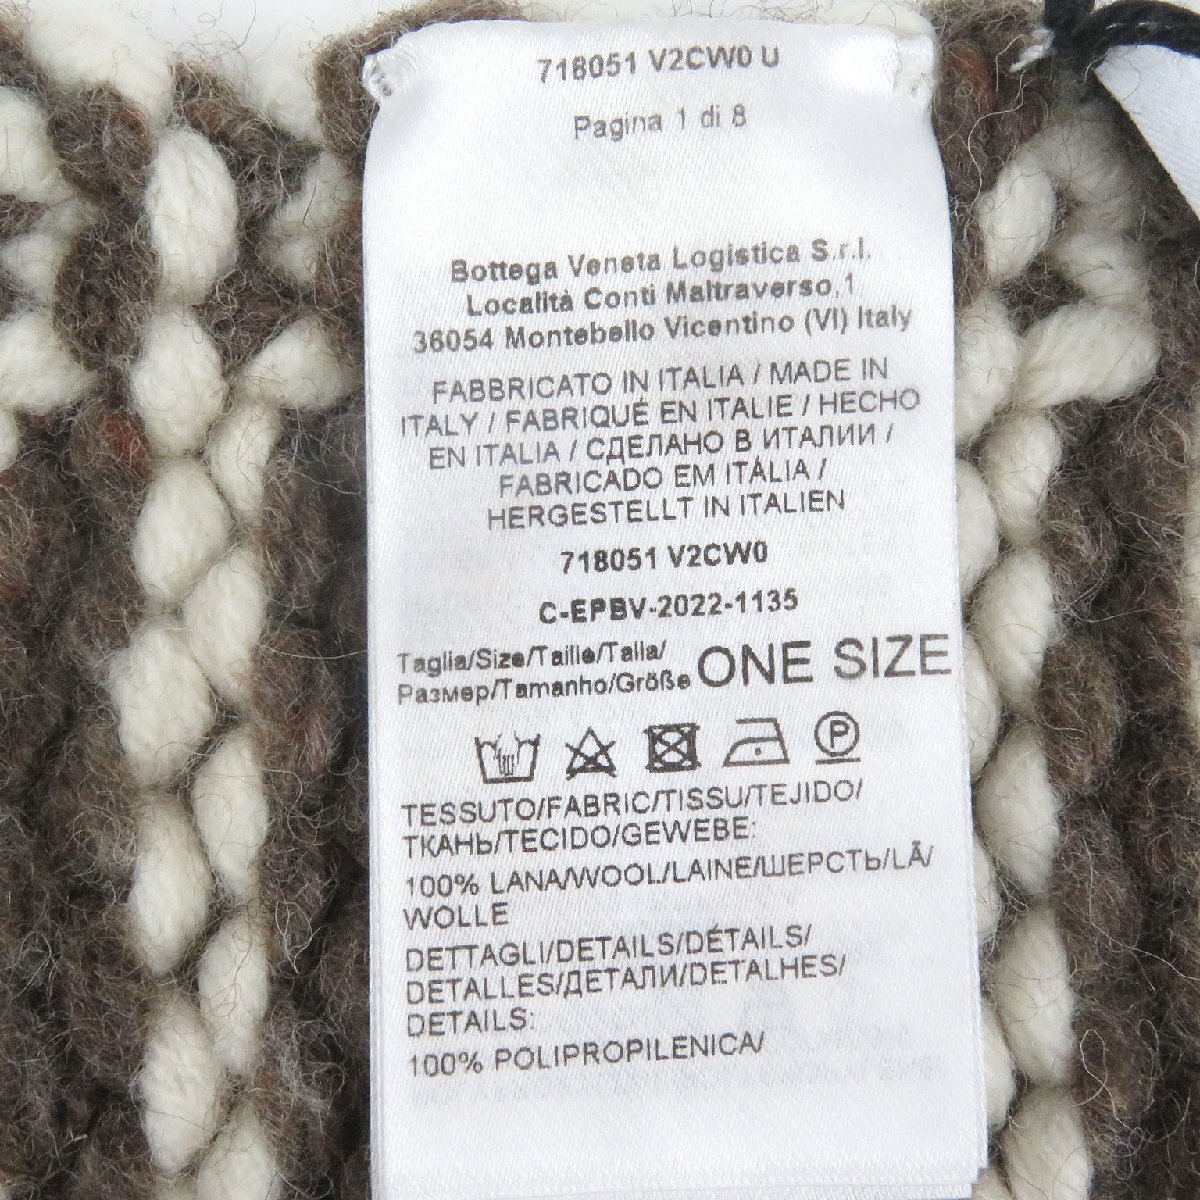 718051 V2CW0 U
Pagina 1 di 8
Bottega Veneta Logistica S.r.l.
Località Conti Maltraverso,1
36054 Montebello Vicentino (VI) Italy
FABBRICATO IN ITALIA / MADE IN
ITALY / FABRIQUÉ EN ITALIE / HECHO
EN ITALIA / СДЕЛАНО В ИТАЛИИ /
FABRICADO EM ITÁLIA /
HERGESTELLT IN ITALIEN
718051 V2CW0
C-EPBV-2022-1135
Taglia/Size/Taille/Talla/
Размер/Tamanho/Größe ONE SIZE
P
TESSUTO/FABRIC/TISSU/TEJIDO/
ТКАНЬ/TECIDO/GEWEBE:
100% LANA/WOOL/LAINE/ШЕРСТЬ/LÃ/
WOLLE
DETTAGLI/DETAILS/DÉTAILS/
DETALLES/ДЕТАЛИ/DETALHES/
DETAILS:
100% POLIPROPILENICA/